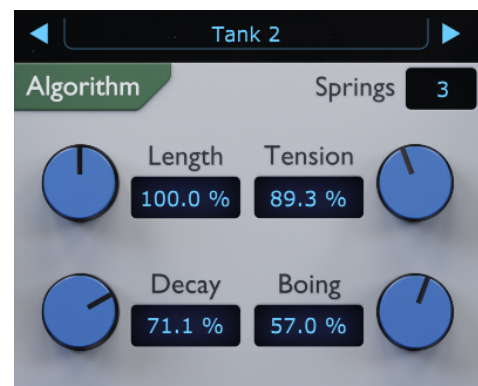 Tank 2
Algorithm
Springs 3
Length Tension
100.0 % 89.3 %
Decay Boing
71.1 % 57.0 %